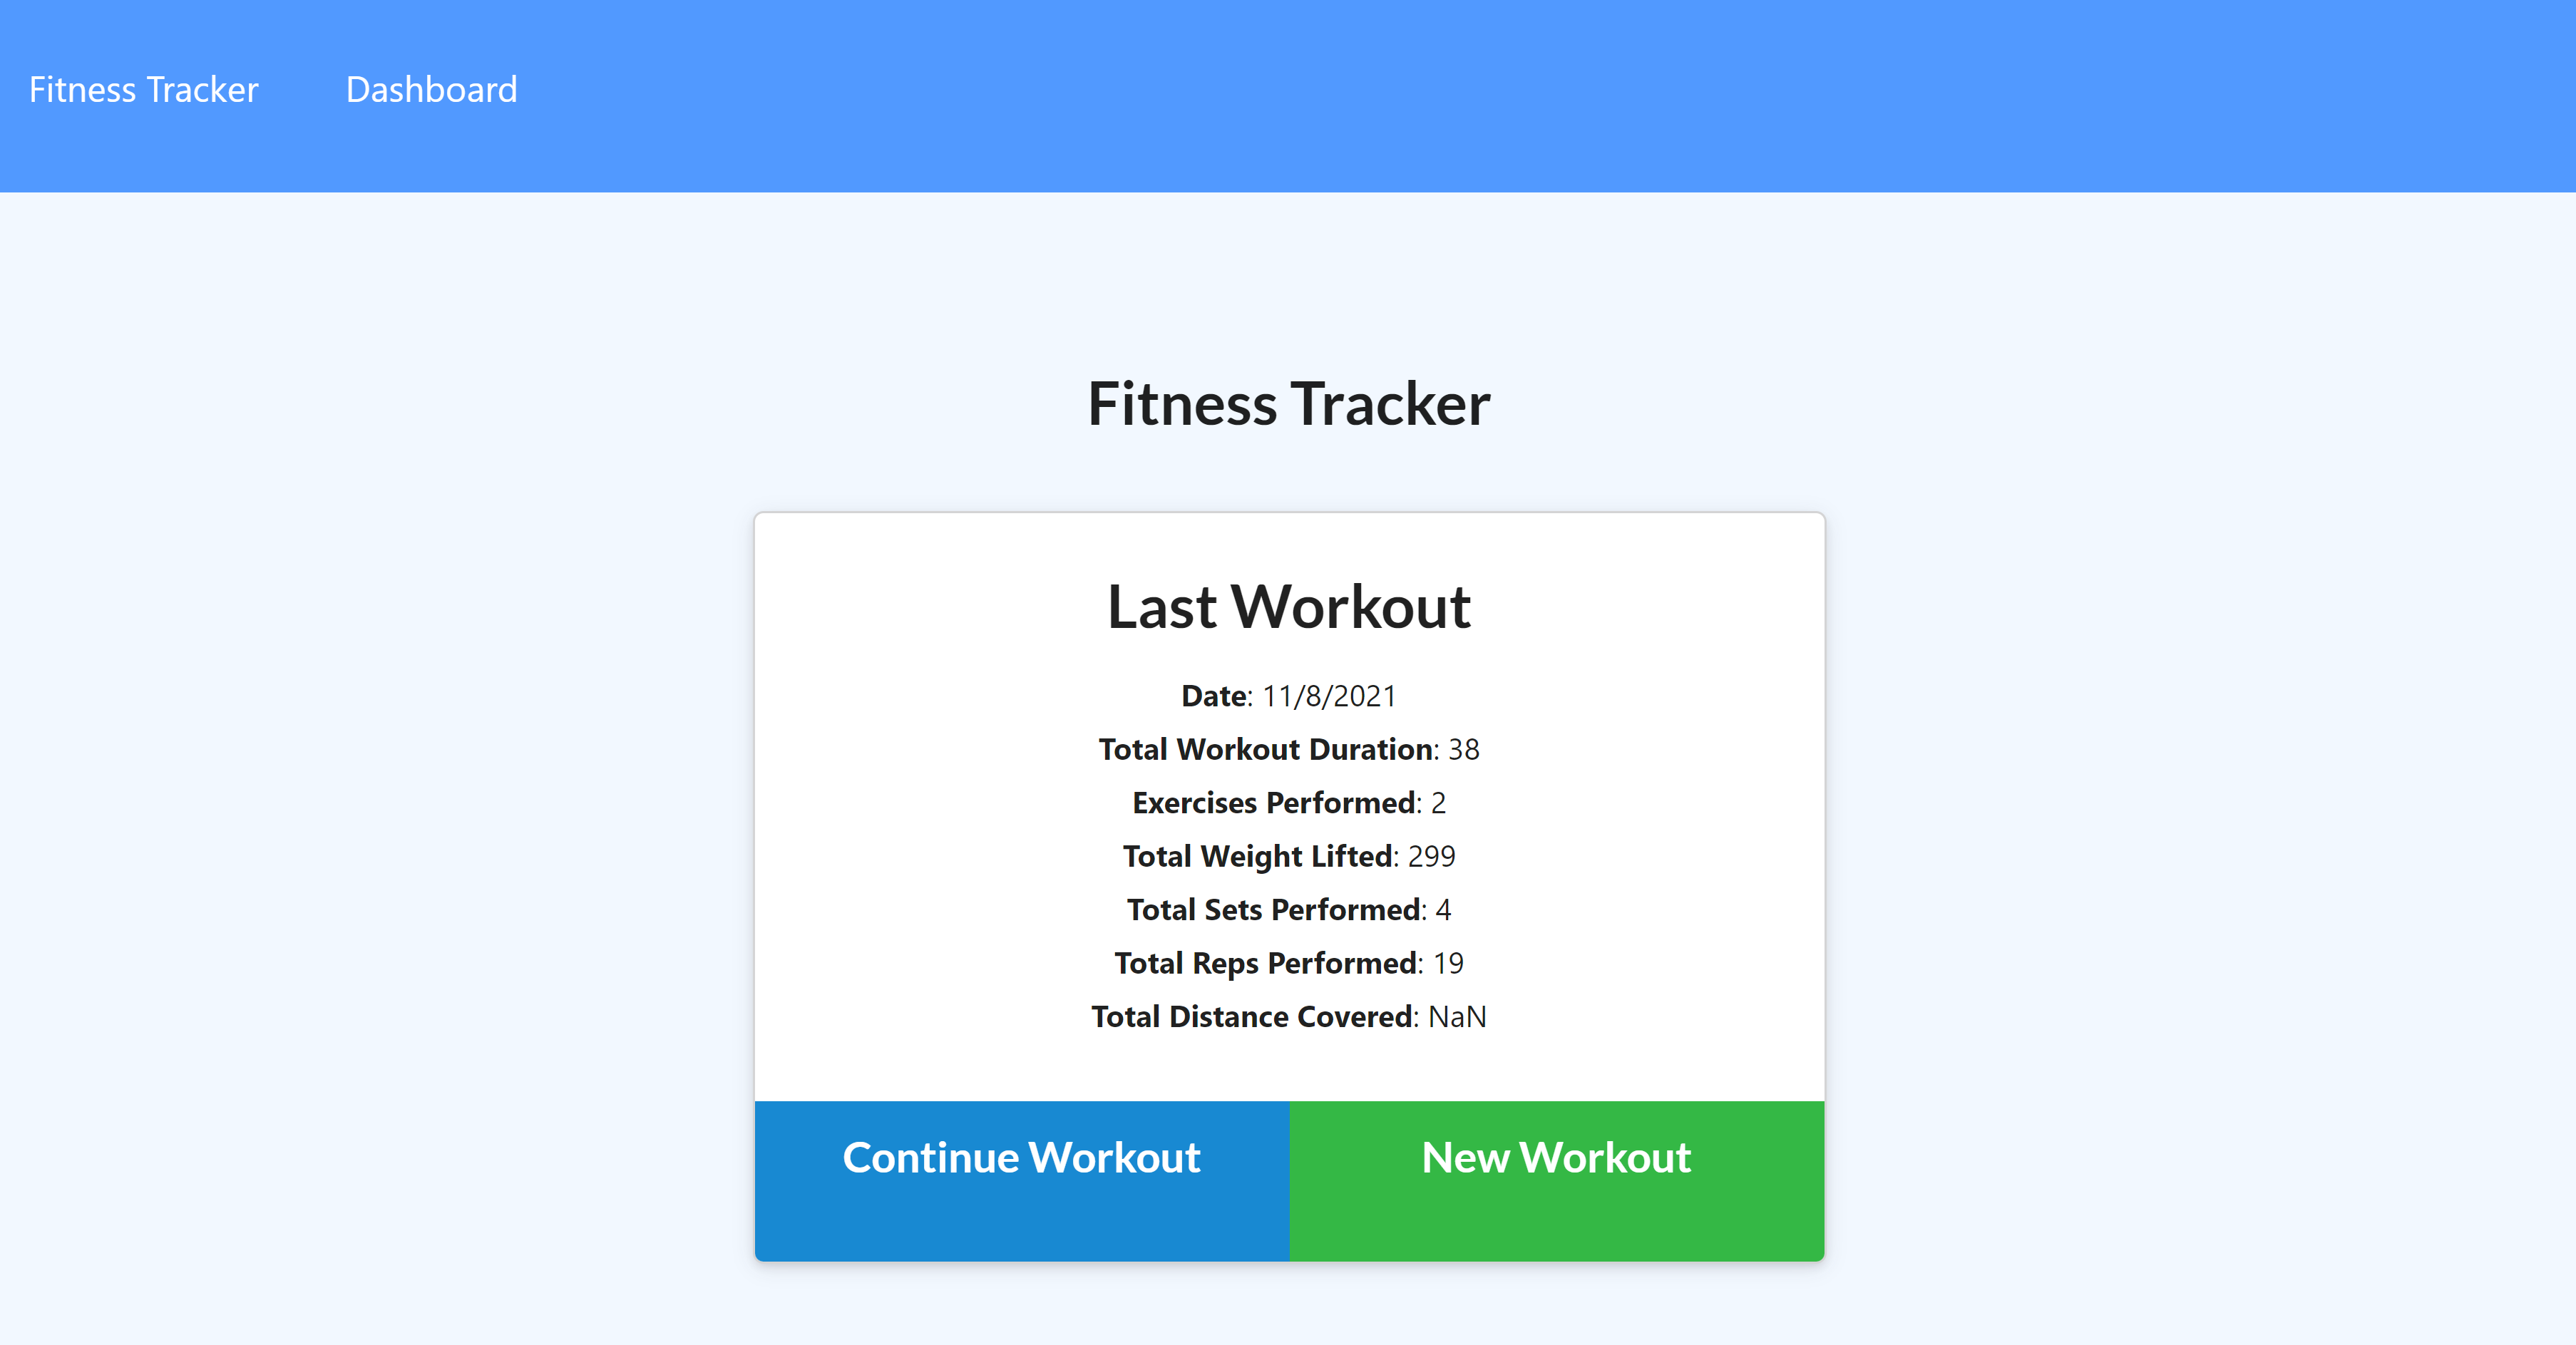 Fitness Tracker Dashboard
Fitness Tracker
Last Workout
Date: 11/8/2021
Total Workout Duration: 38
Exercises Performed: 2
Total Weight Lifted: 299
Total Sets Performed: 4
Total Reps Performed: 19
Total Distance Covered: NaN
Continue Workout New Workout